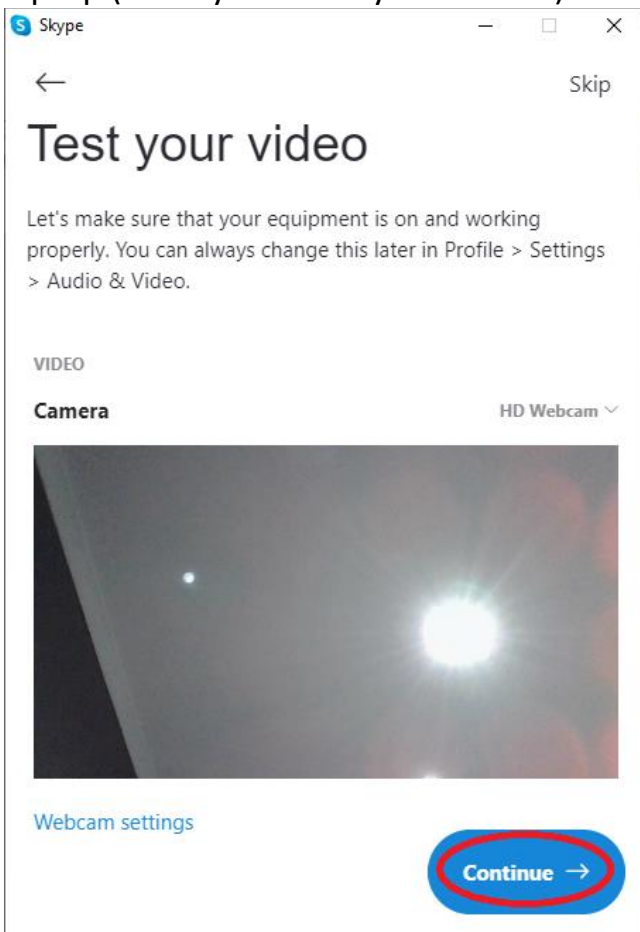 Skype
Skip
Test your video
Let's make sure that your equipment is on and working
properly. You can always change this later in Profile > Settings
> Audio & Video.
VIDEO
Camera HD Webcam
Webcam settings
Continue →